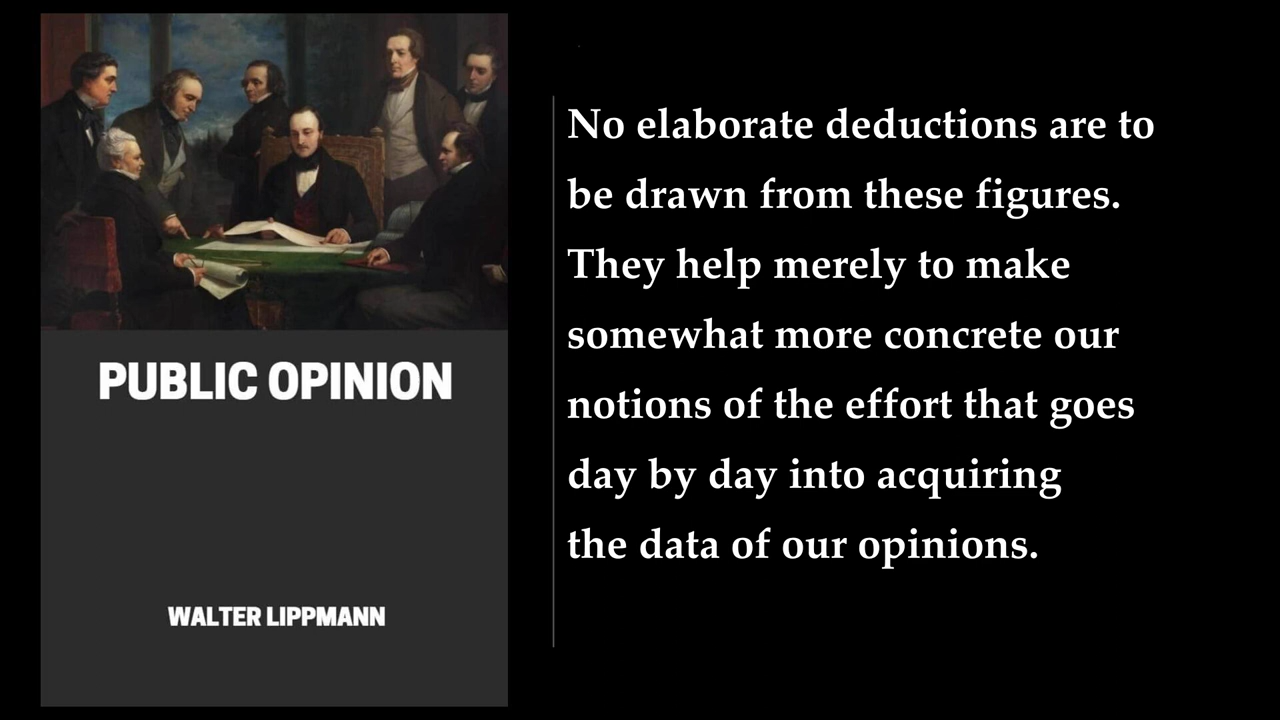 PUBLIC OPINION
WALTER LIPPMANN
No elaborate deductions are to
be drawn from these figures.
They help merely to make
somewhat more concrete our
notions of the effort that goes
day by day into acquiring
the data of our opinions.